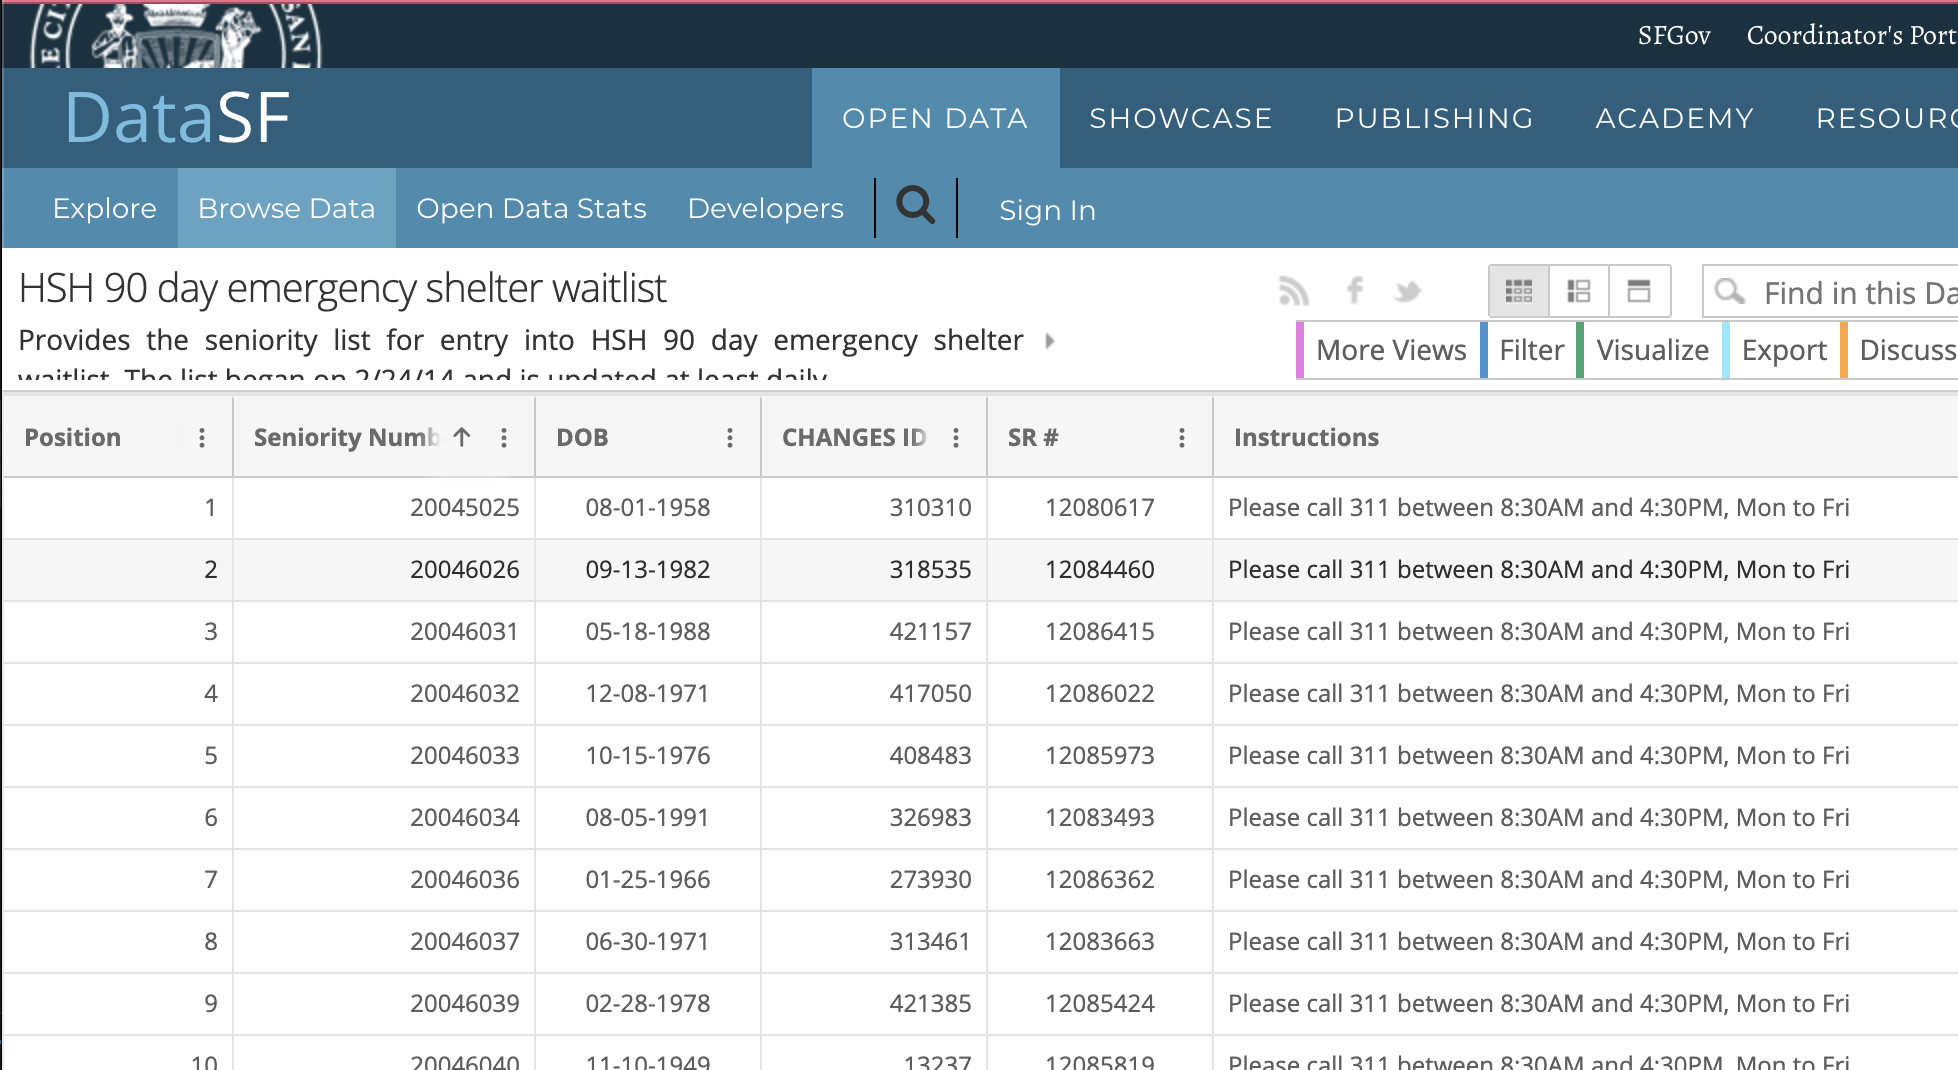 SFGov Coordinator's Port
DataSF
OPEN DATA SHOWCASE PUBLISHING ACADEMY RESOURC
Explore Browse Data Open Data Stats Developers Sign In
HSH 90 day emergency shelter waitlist
Find in this Da
Provides the seniority list for entry into HSH 90 day emergency shelter
waitlist. The list began on 2/24/14 and is updated at least daily
More Views Filter Visualize Export Discuss
Position Seniority Numb DOB CHANGES ID SR # Instructions
1 20045025 08-01-1958 310310 12080617 Please call 311 between 8:30AM and 4:30PM, Mon to Fri
2 20046026 09-13-1982 318535 12084460 Please call 311 between 8:30AM and 4:30PM, Mon to Fri
3 20046031 05-18-1988 421157 12086415 Please call 311 between 8:30AM and 4:30PM, Mon to Fri
4 20046032 12-08-1971 417050 12086022 Please call 311 between 8:30AM and 4:30PM, Mon to Fri
5 20046033 10-15-1976 408483 12085973 Please call 311 between 8:30AM and 4:30PM, Mon to Fri
6 20046034 08-05-1991 326983 12083493 Please call 311 between 8:30AM and 4:30PM, Mon to Fri
7 20046036 01-25-1966 273930 12086362 Please call 311 between 8:30AM and 4:30PM, Mon to Fri
8 20046037 06-30-1971 313461 12083663 Please call 311 between 8:30AM and 4:30PM, Mon to Fri
9 20046039 02-28-1978 421385 12085424 Please call 311 between 8:30AM and 4:30PM, Mon to Fri
10 20046040 11-10-1949 13237 12085819 Please call 311 between 8:30AM and 4:30PM, Mon to Fri